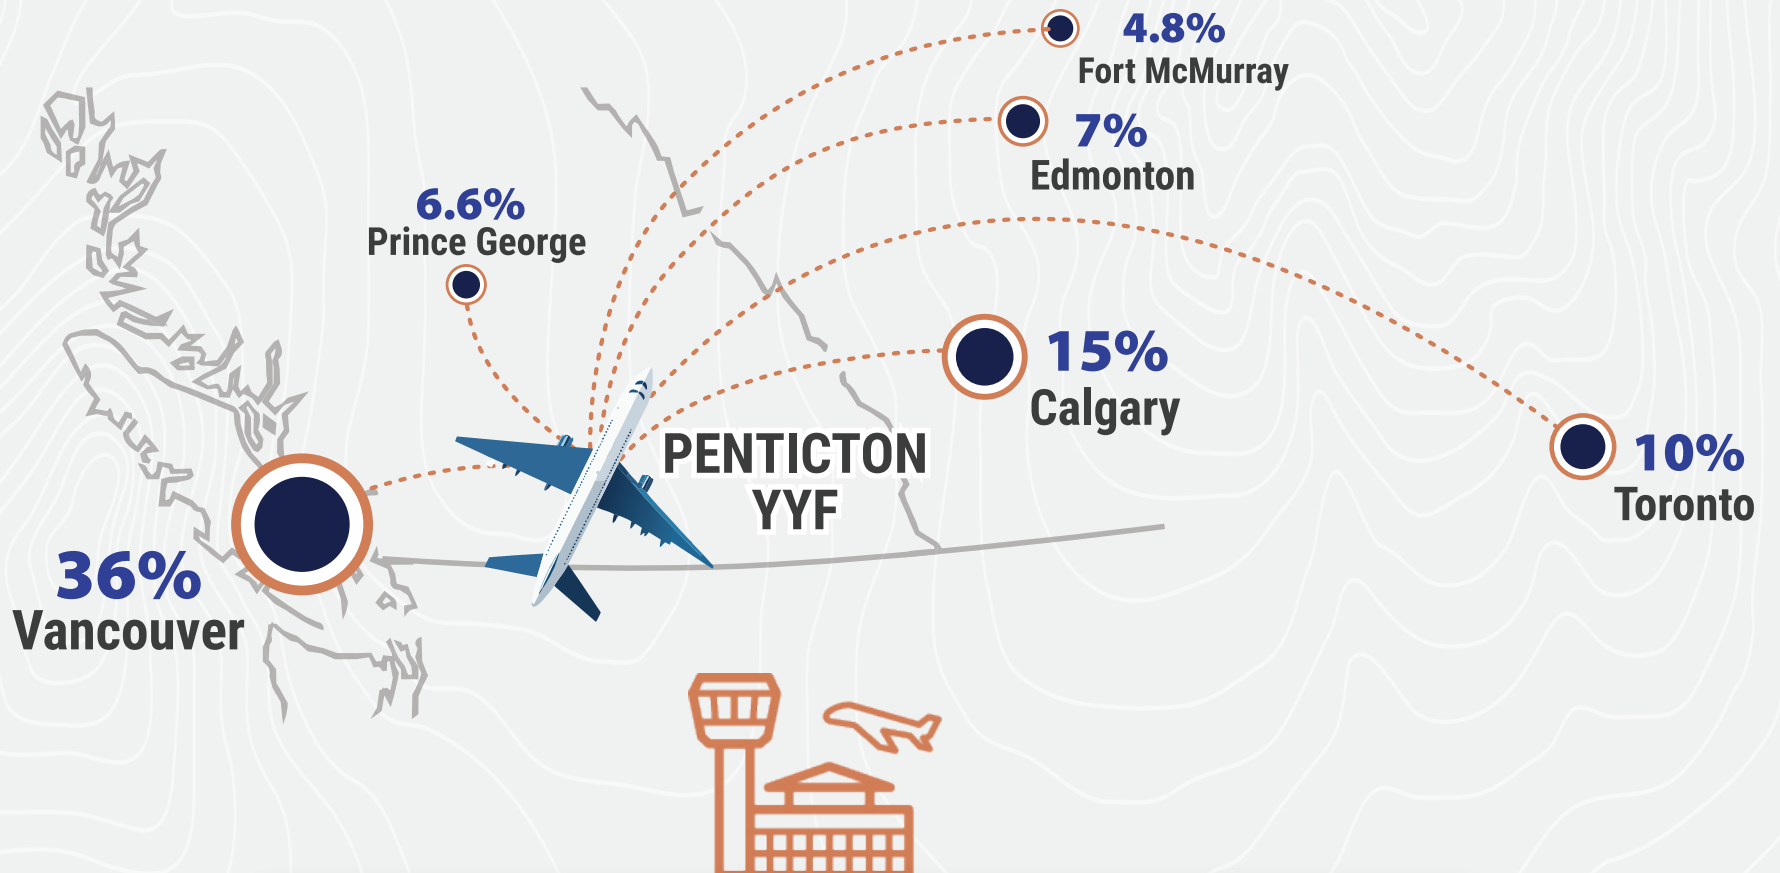 4.8%
Fort McMurray
7%
Edmonton
6.6%
Prince George
15%
Calgary
PENTICTON
YYF
10%
Toronto
36%
Vancouver